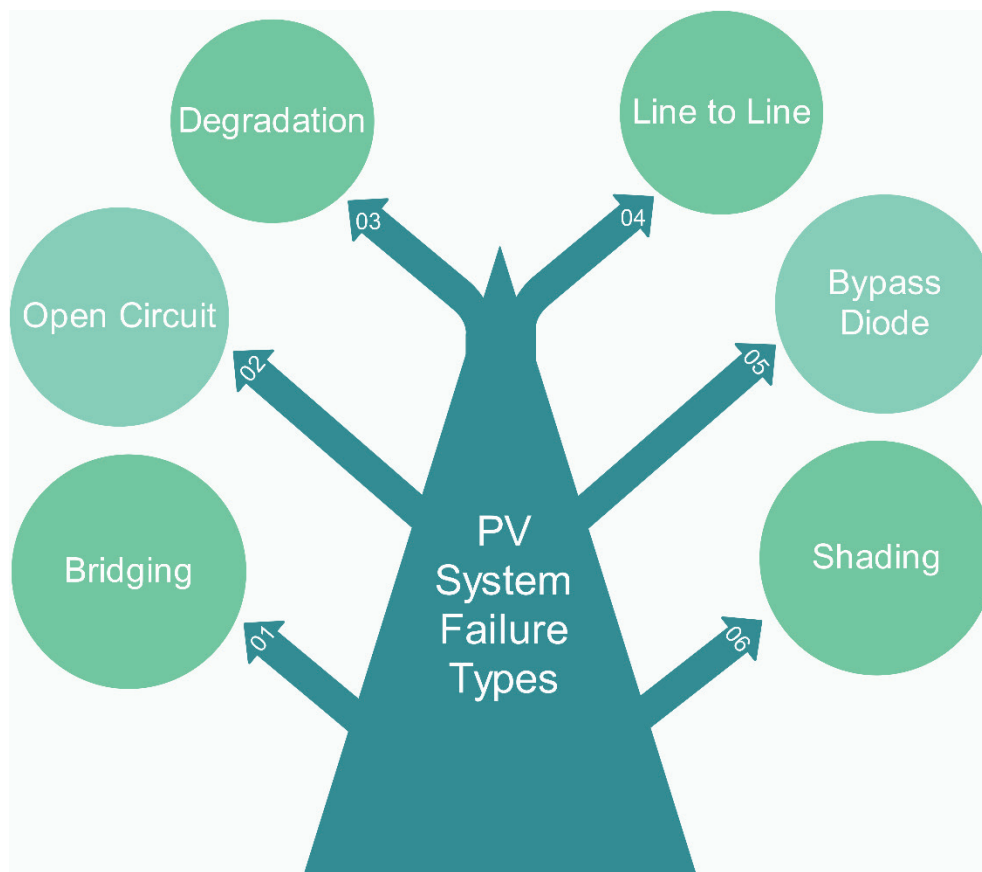 Degradation
03
Line to Line
04
Open Circuit
02
Bypass
Diode
05
Bridging
01
PV
System
Failure
Types
Shading
06